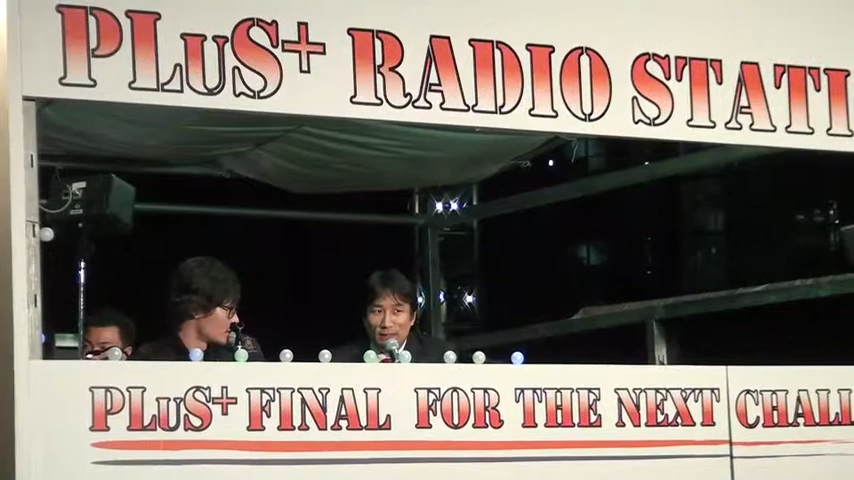 PLUS+ RADIO STATI
PLUS+ FINAL FOR THE NEXT CHALL